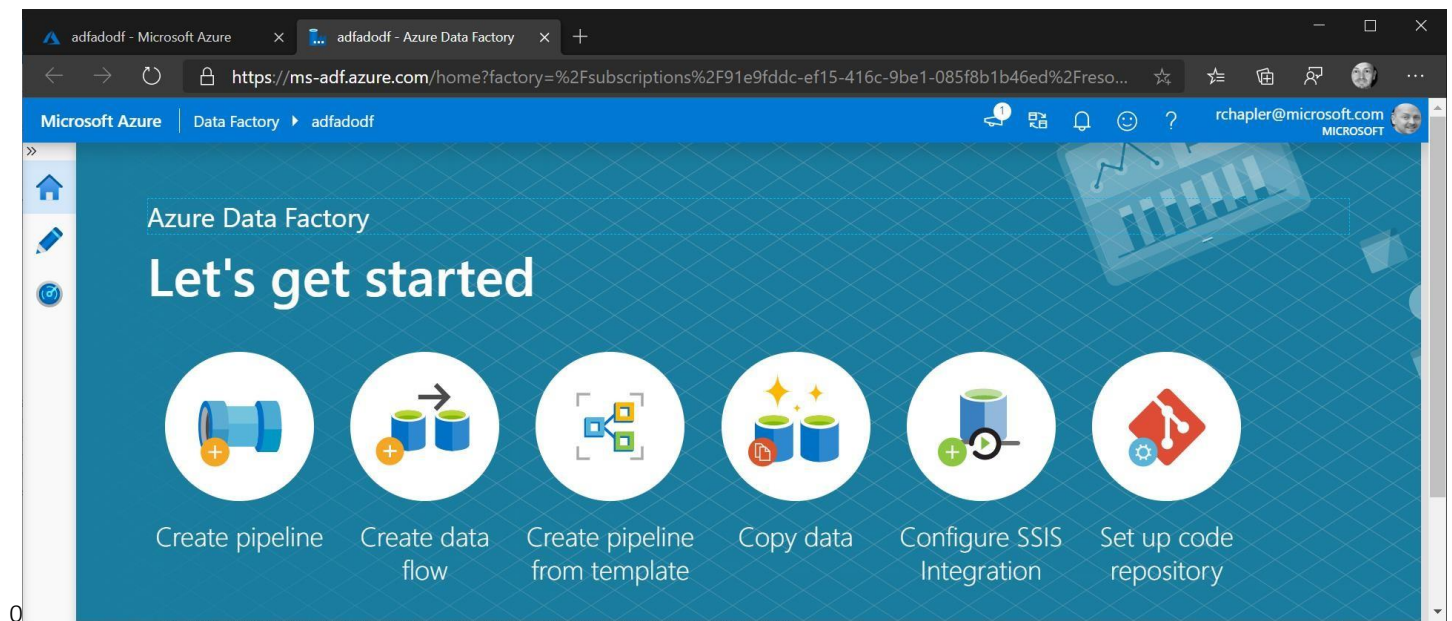 adfadodf - Microsoft Azure
adfadodf - Azure Data Factory
https://ms-adf.azure.com/home?factory=%2Fsubscriptions%2F91e9fddc-ef15-416c-9be1-085f8b1b46ed%2Freso...
Microsoft Azure
Data Factory
adfadodf
1
rchapler@microsoft.com
MICROSOFT
Azure Data Factory
Let's get started
Create pipeline
Create data
flow
Create pipeline
from template
Copy data
Configure SSIS
Integration
Set up code
repository
0